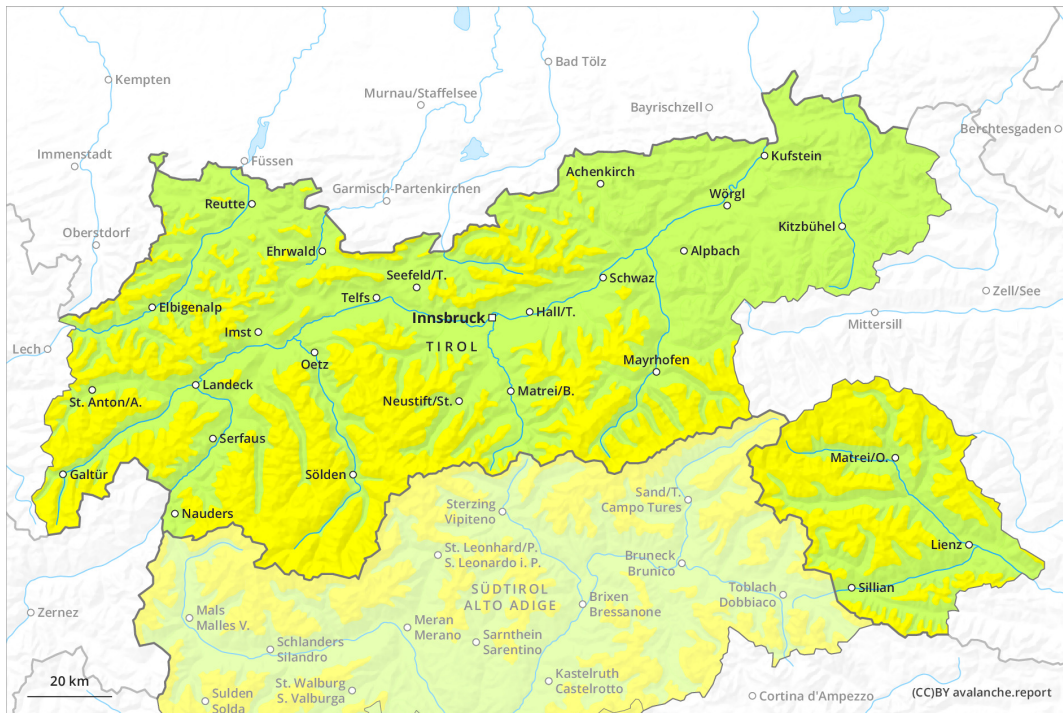 Kempten
Bad Tölz
Murnau/Staffelsee
Bayrischzell
Berchtesgaden
Immenstadt
Füssen
Kufstein
Garmisch-Partenkirchen
Achenkirch
Reutte
Wörgl
Oberstdorf
Kitzbühel
Ehrwald
Alpbach
Seefeld/T.
Schwaz
Zell/See
Telfs
Elbigenalp
Innsbruck
Hall/T.
Mittersill
Imst
TIROL
Lech
Oetz
Mayrhofen
Landeck
St. Anton/A.
Neustift/St.
Matrei/B.
Serfaus
Matrei/O.
Galtür
Sölden
Sand/T.
Campo Tures
Sterzing
Vipiteno
Nauders
Lienz
St. Leonhard/P.
S. Leonardo i. P.
Bruneck
Brunico
SÜDTIROL
ALTO ADIGE
Toblach
Dobbiaco
Sillian
Brixen
Bressanone
Zernez
Mals
Malles V.
Meran
Merano
Schlanders
Silandro
Sarnthein
Sarentino
20 km
St. Walburg
S. Valburga
Kastelruth
Castelrotto
Sulden
Solda
Cortina d'Ampezzo
(CC)BY avalanche.report